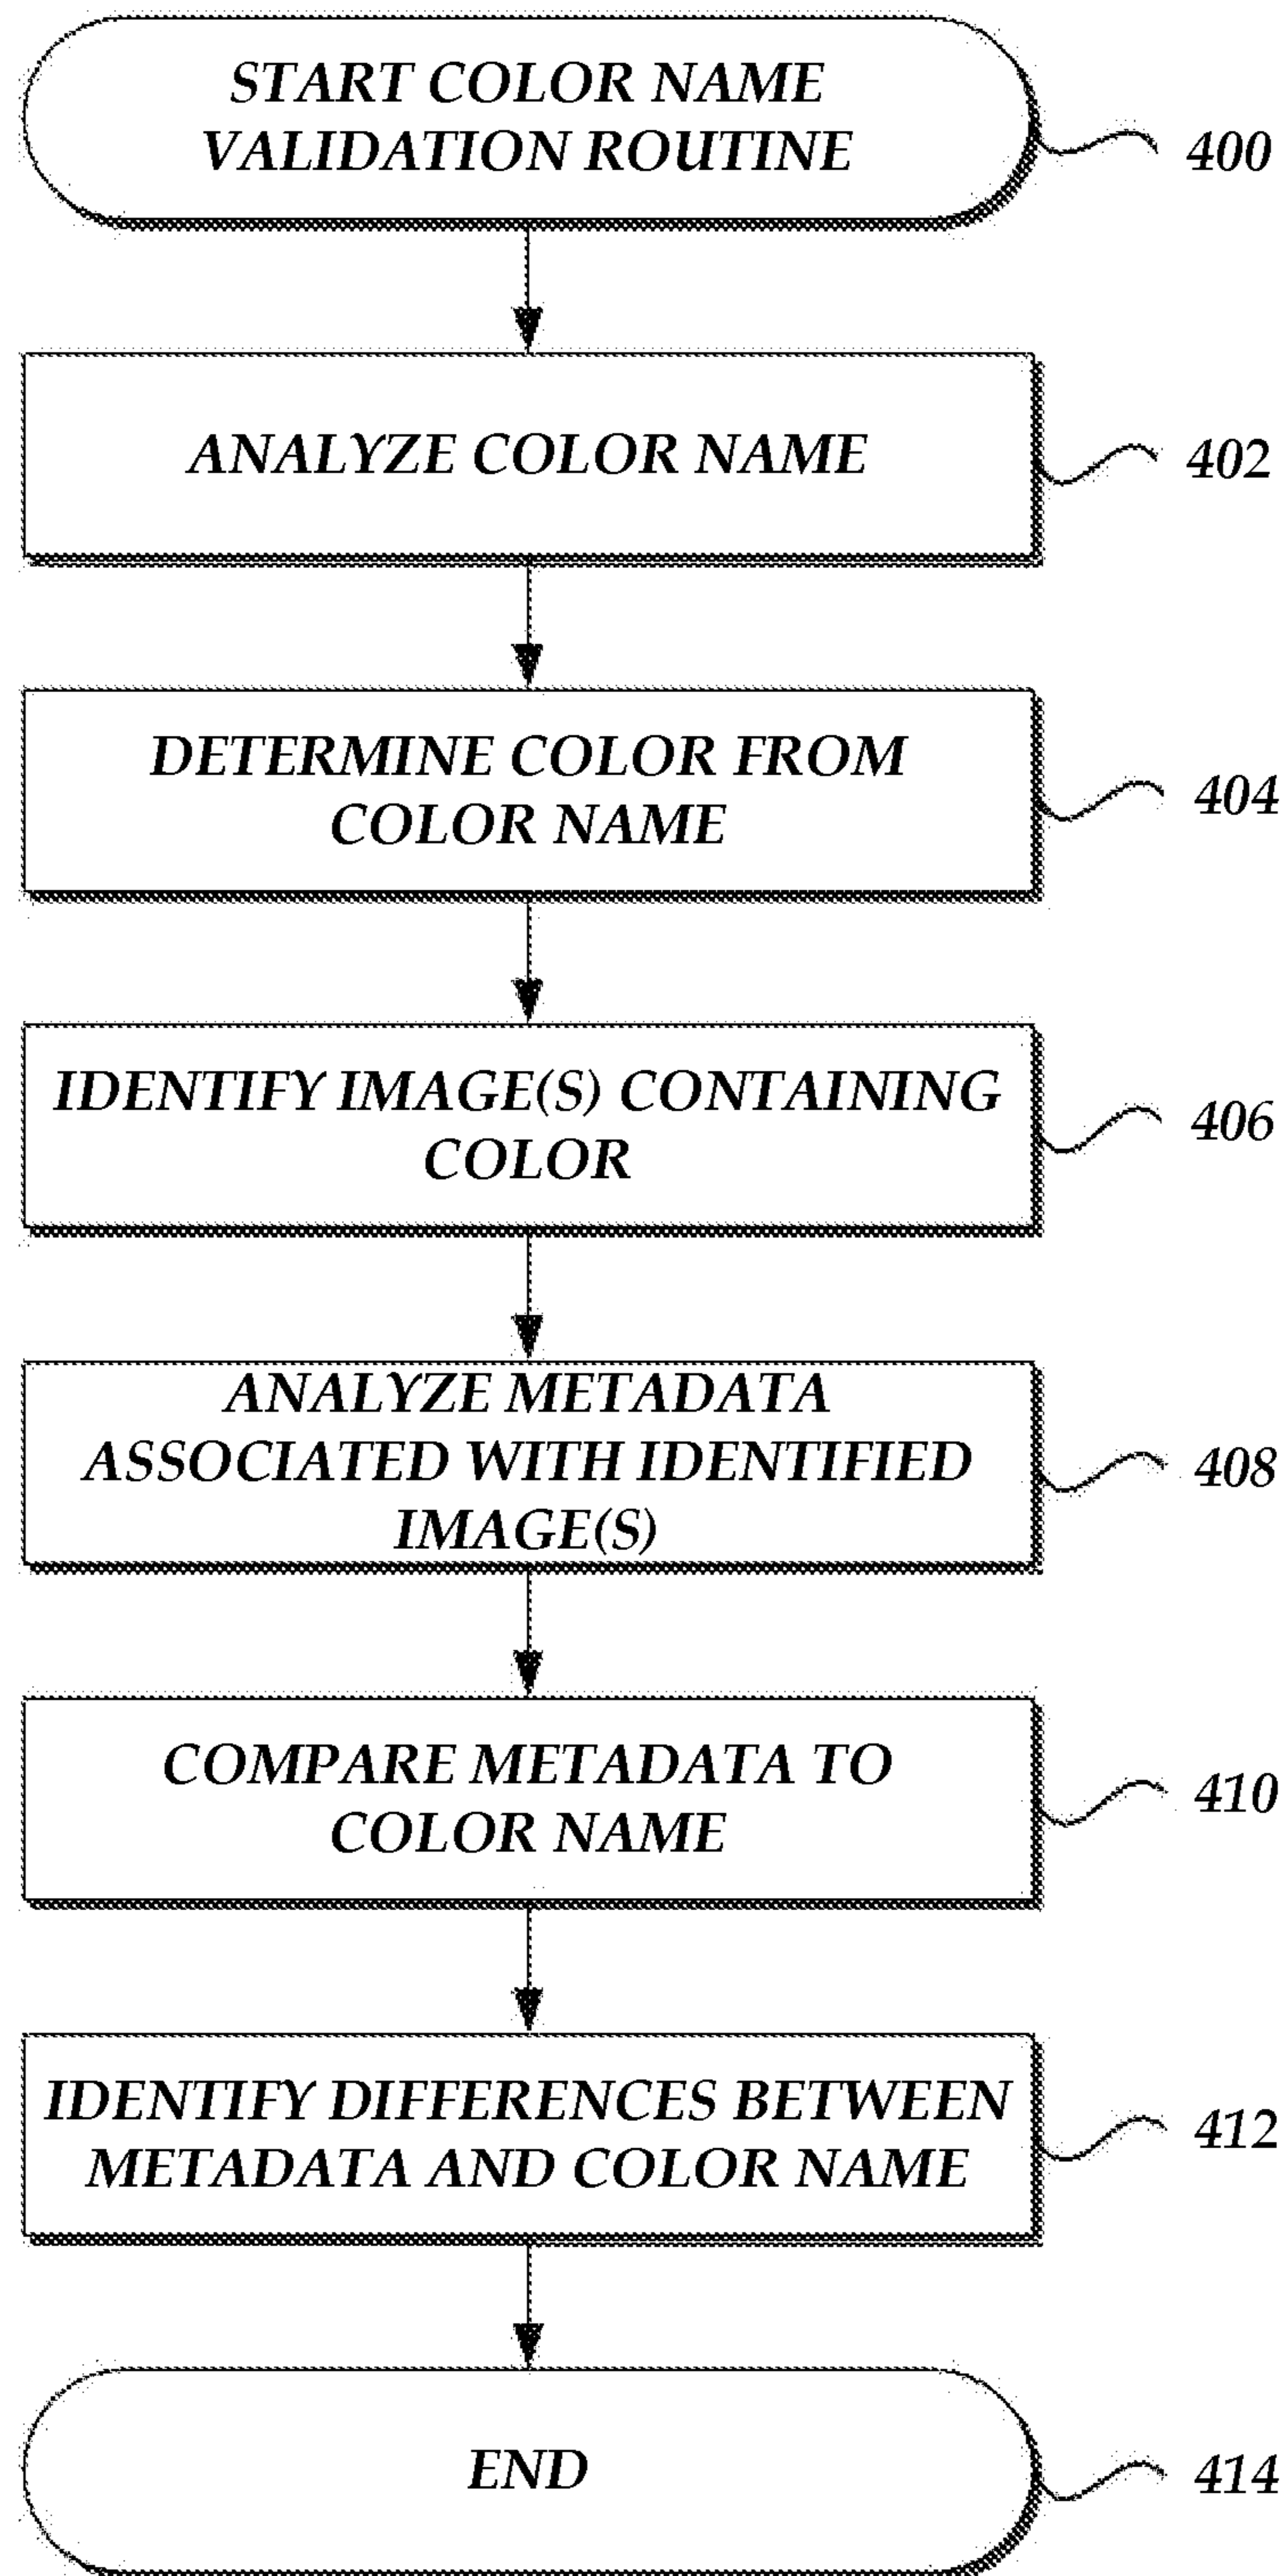 START COLOR NAME
VALIDATION ROUTINE
400
ANALYZE COLOR NAME
402
DETERMINE COLOR FROM
COLOR NAME
404
IDENTIFY IMAGE(S) CONTAINING
COLOR
406
ANALYZE METADATA
ASSOCIATED WITH IDENTIFIED
IMAGE(S)
408
COMPARE METADATA TO
COLOR NAME
410
IDENTIFY DIFFERENCES BETWEEN
METADATA AND COLOR NAME
412
END
414